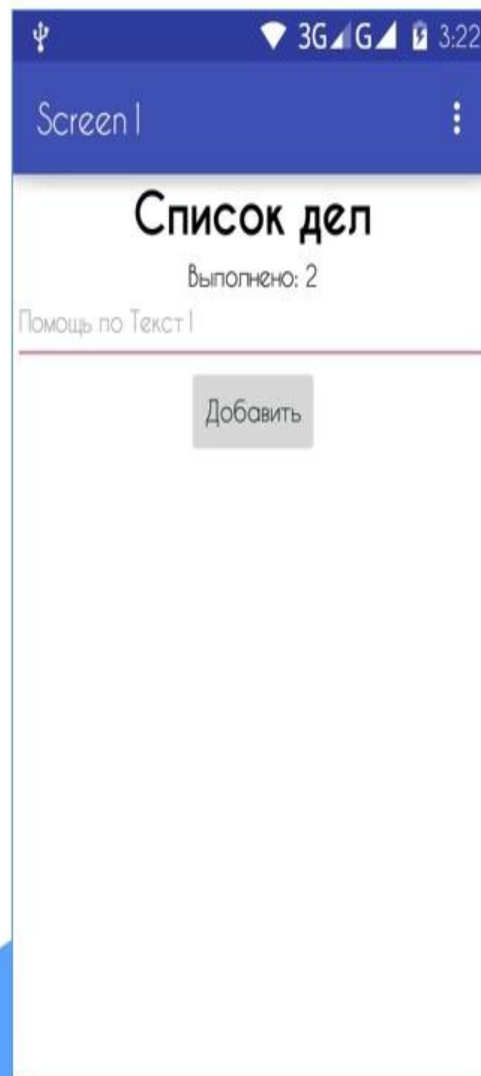 3G G 3:22
Screen1
Список дел
Выполнено: 2
Помощь по Текст1
Добавить